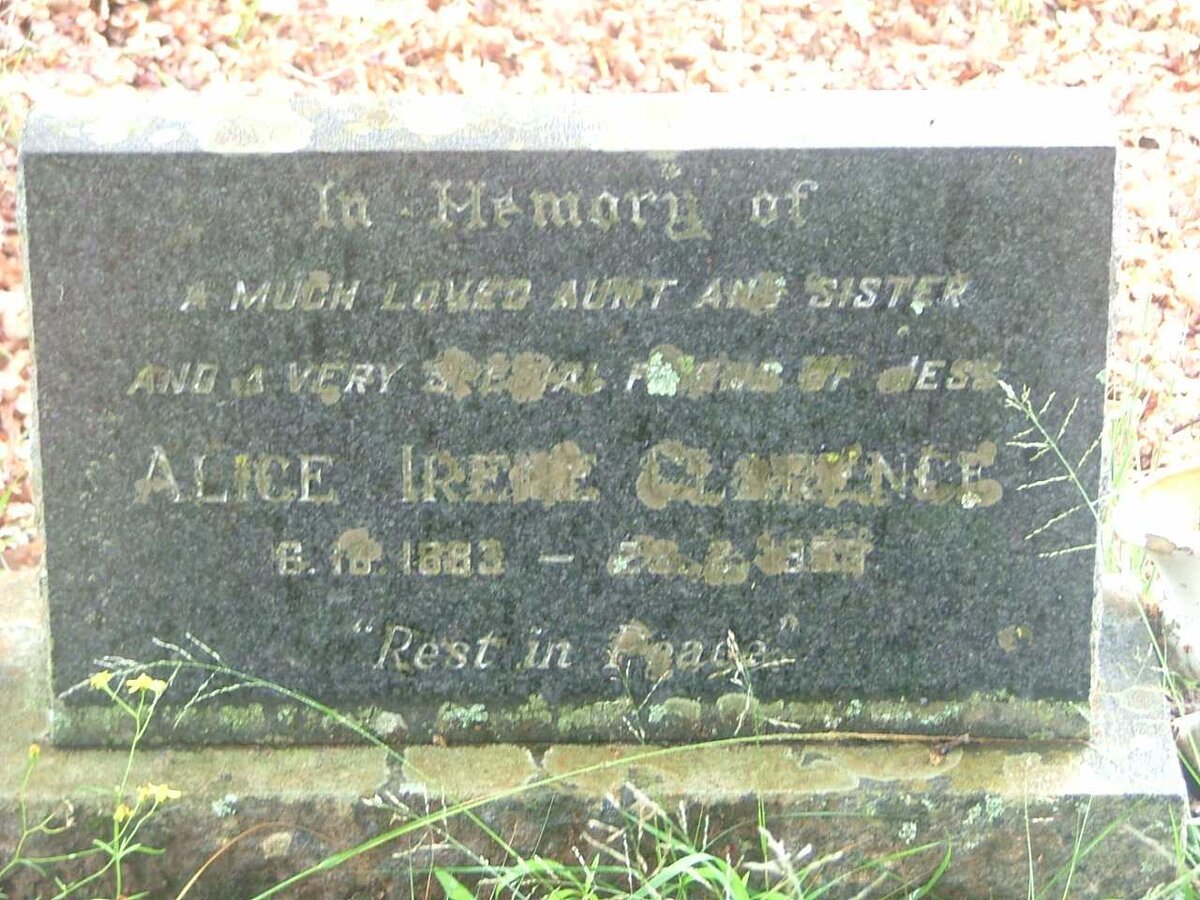 In Memory of
A MUCH LOVED AUNT AND SISTER
AND A VERY SPECIAL FRIEND OF JESS
ALICE IRENE CLARENCE
"Rest in Peace"